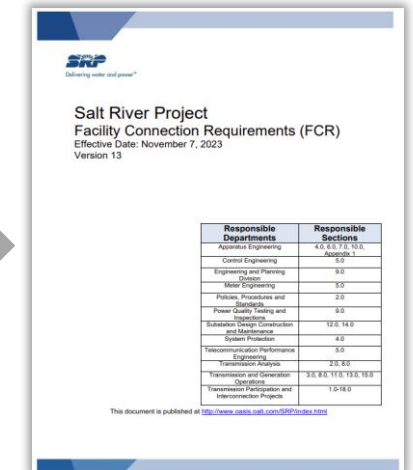 SRP
Delivering water and power™
Salt River Project
Facility Connection Requirements (FCR)
Effective Date: November 7, 2023
Version 13
Responsible Departments Responsible Sections
Apparatus Engineering 4.0, 6.0, 7.0, 10.0, Appendix 1
Control Engineering 5.0
Engineering and Planning Division 9.0
Meter Engineering 5.0
Policies, Procedures and Standards 2.0
Power Quality Testing and Inspections 9.0
Substation Design Construction and Maintenance 12.0, 14.0
System Protection 4.0
Telecommunication Performance Engineering 5.0
Transmission Analysis 2.0, 8.0
Transmission and Generation Operations 3.0, 8.0, 11.0, 13.0, 15.0
Transmission Participation and Interconnection Projects 1.0-18.0
This document is published at http://www.oasis.oati.com/SRP/index.html